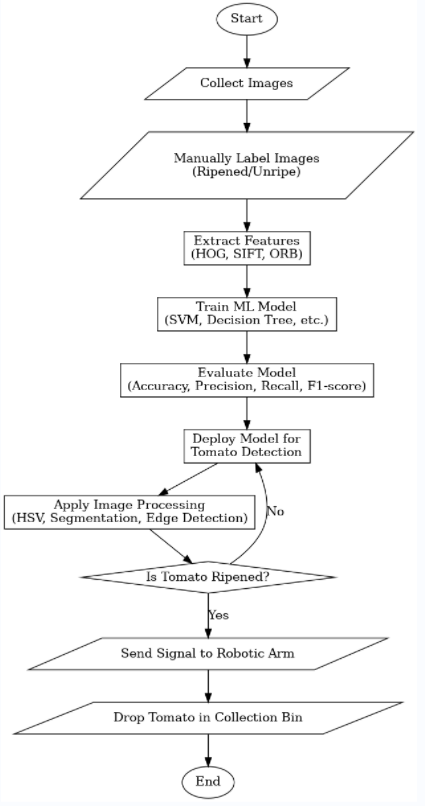 Start
Collect Images
Manually Label Images
(Ripened/Unripe)
Extract Features
(HOG, SIFT, ORB)
Train ML Model
(SVM, Decision Tree, etc.)
Evaluate Model
(Accuracy, Precision, Recall, F1-score)
Deploy Model for
Tomato Detection
Apply Image Processing
(HSV, Segmentation, Edge Detection)
No
Is Tomato Ripened?
Yes
Send Signal to Robotic Arm
Drop Tomato in Collection Bin
End